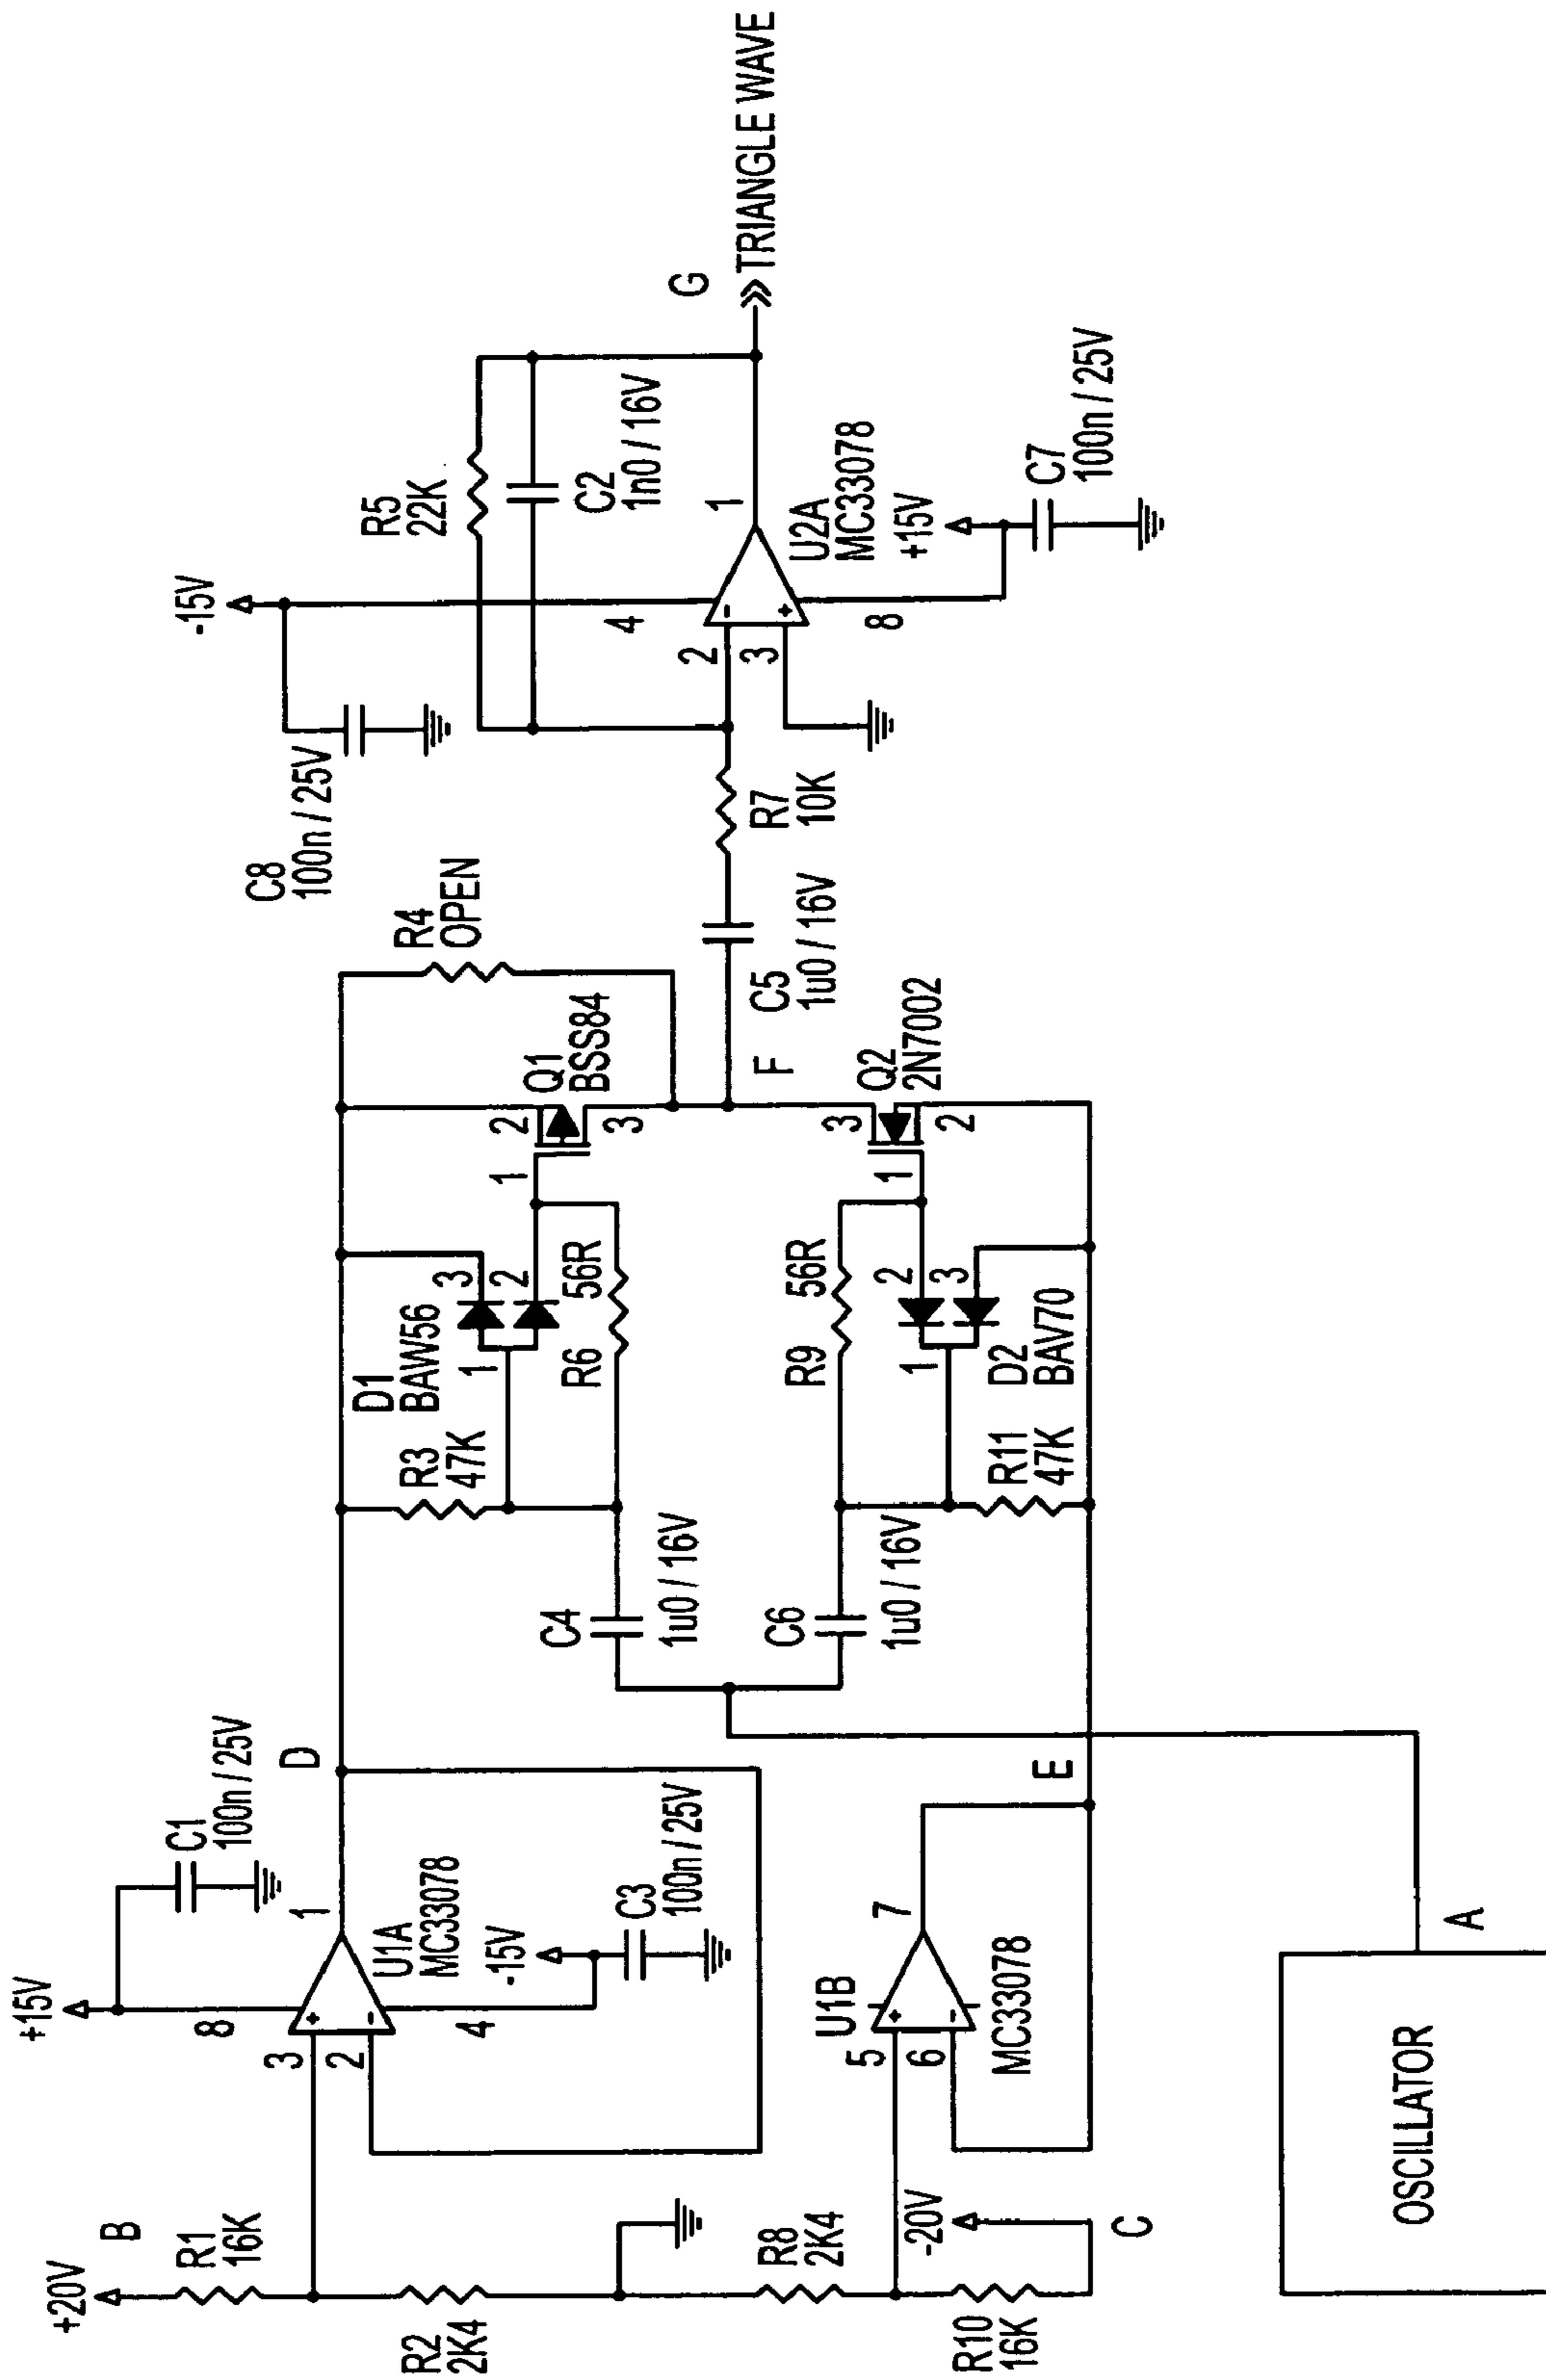 +20V
B
R1
16K
R2
2K4
R8
2K4
-20V
R10
16K
C
+15V
8
3
2
4
1
U1A
MC33078
C1
100n / 25V
-15V
C3
100n / 25V
D
U1B
5
6
7
MC33078
E
OSCILLATOR
A
C4
1u0 / 16V
C6
1u0 / 16V
R3
47K
D1
BAW56
1
3
2
R6
56R
R9
56R
1
2
3
D2
BAV70
R11
47K
1
2
3
Q1
BSS84
1
3
2
Q2
2N7002
F
R4
OPEN
C5
1u0 / 16V
R7
10K
C8
100n / 25V
-15V
4
2
3
8
1
U2A
MC33078
+15V
C7
100n / 25V
R5
22K
C2
1n0 / 16V
G
TRIANGLE WAVE